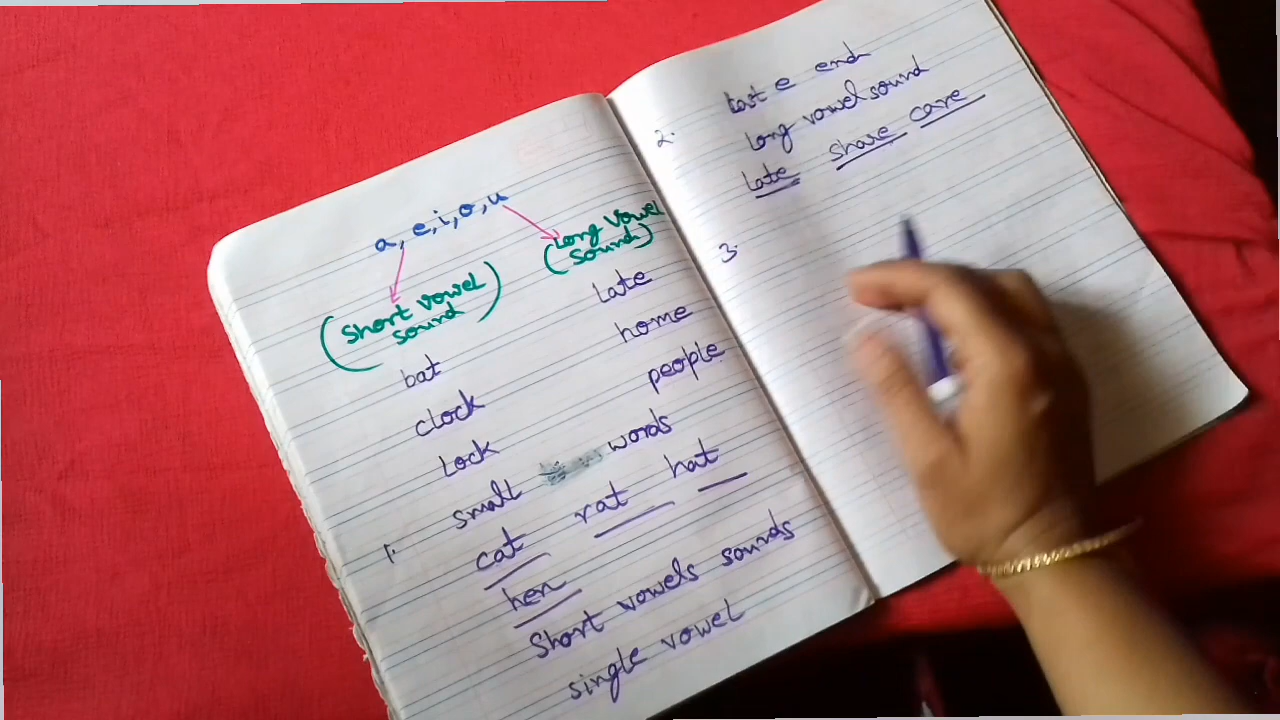 a, e, i, o, u
(Short vowel sound)
(Long vowel sound)
bat
late
clock
home
lock
people
1. small words
cat rat hat
hen
Short vowels sounds
single vowel
2. last e end
long vowel sound
late share care
3.